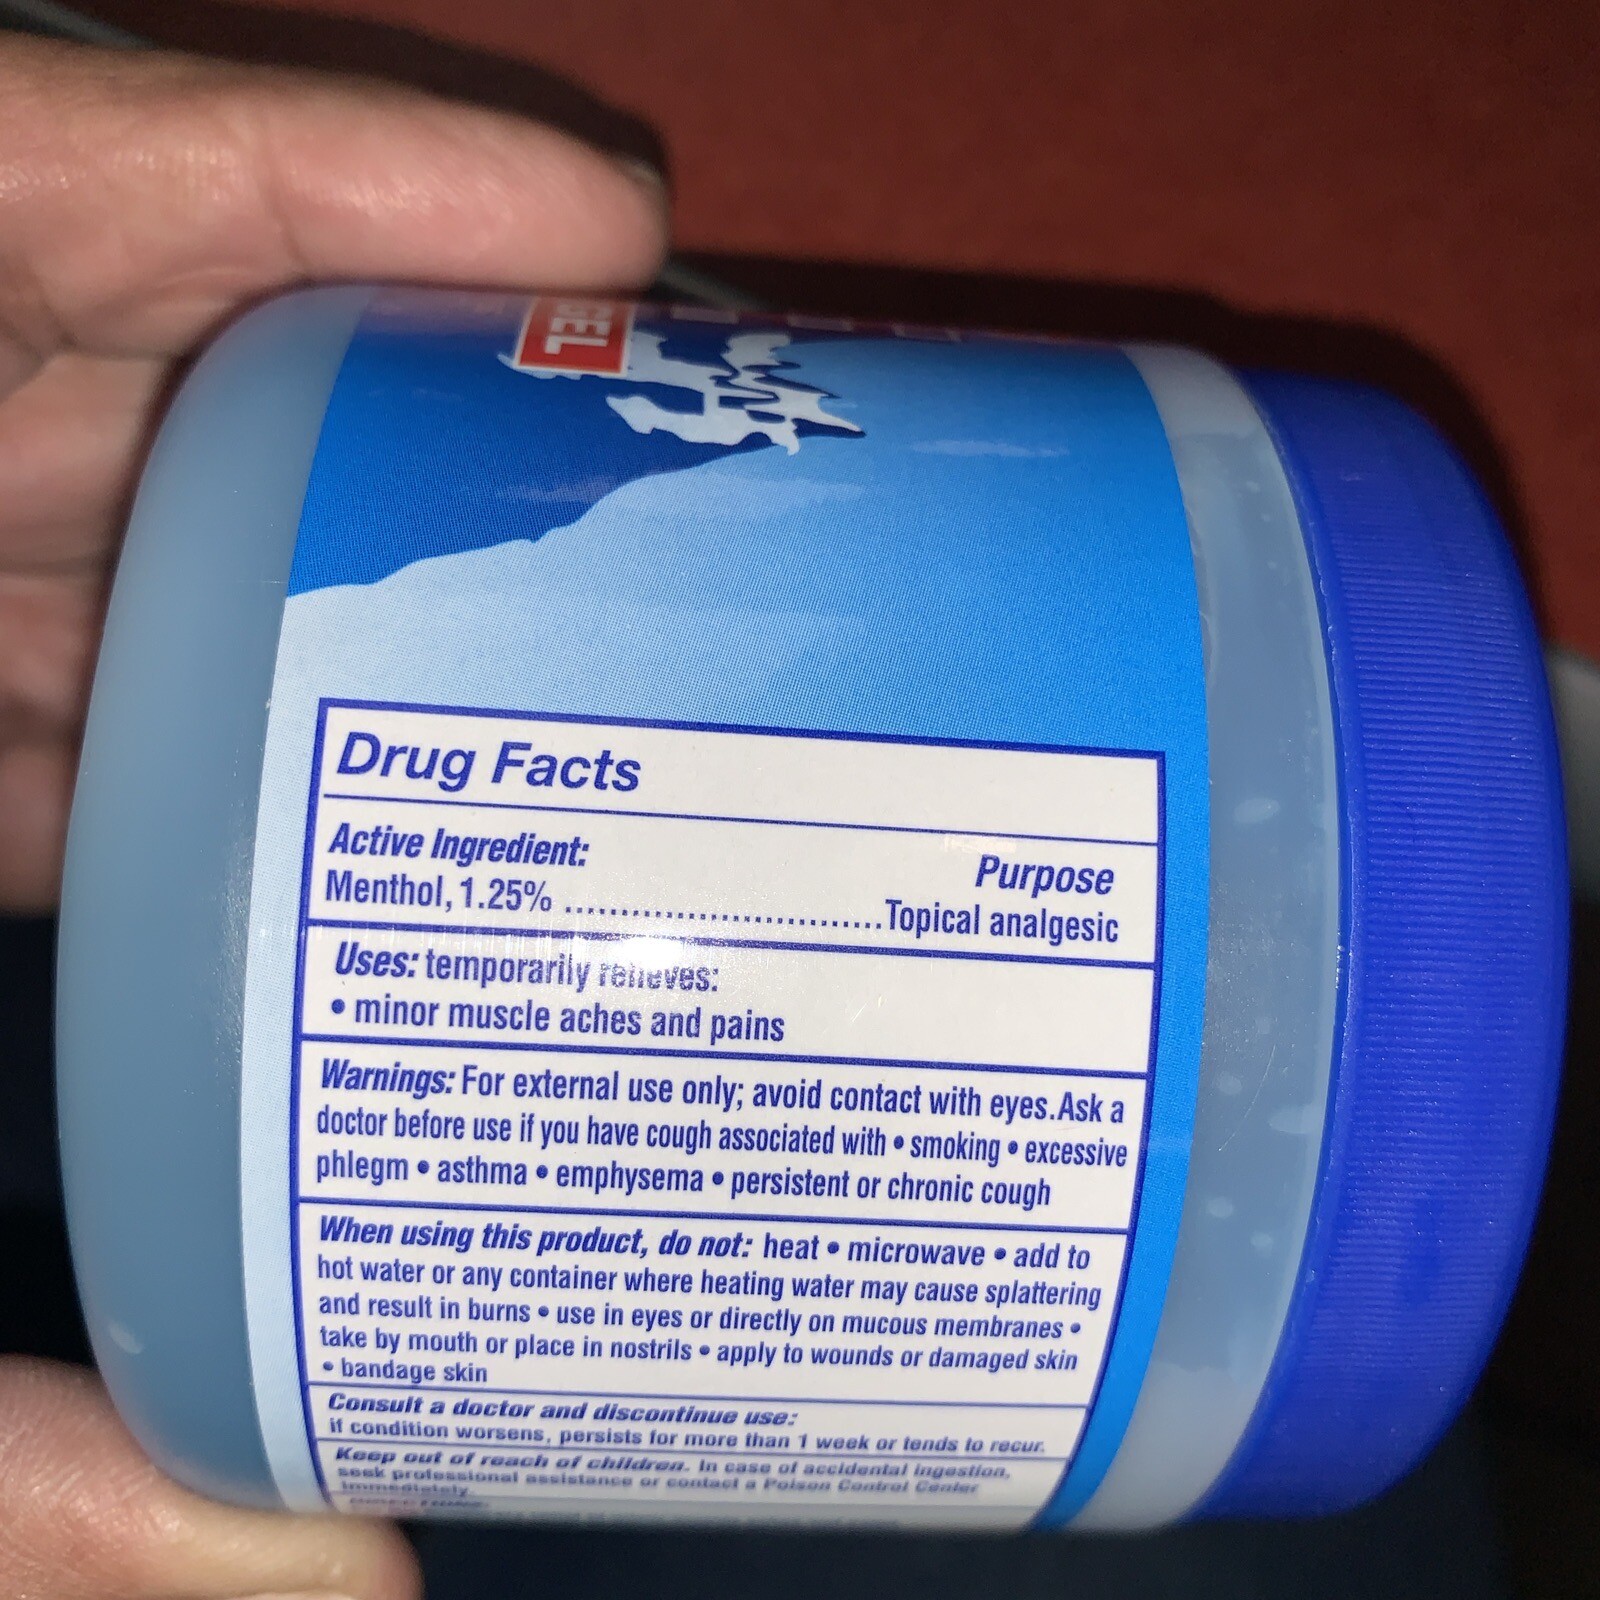 GEL
Drug Facts
Active Ingredient:
Purpose
Menthol, 1.25% ..............................Topical analgesic
Uses: temporarily relieves:
• minor muscle aches and pains
Warnings: For external use only; avoid contact with eyes.Ask a
doctor before use if you have cough associated with • smoking • excessive
phlegm • asthma • emphysema • persistent or chronic cough
When using this product, do not: heat • microwave • add to
hot water or any container where heating water may cause splattering
and result in burns • use in eyes or directly on mucous membranes •
take by mouth or place in nostrils • apply to wounds or damaged skin
• bandage skin
Consult a doctor and discontinue use:
if condition worsens, persists for more than 1 week or tends to recur.
Keep out of reach of children. In case of accidental ingestion,
seek professional assistance or contact a Poison Control Center
immediately.